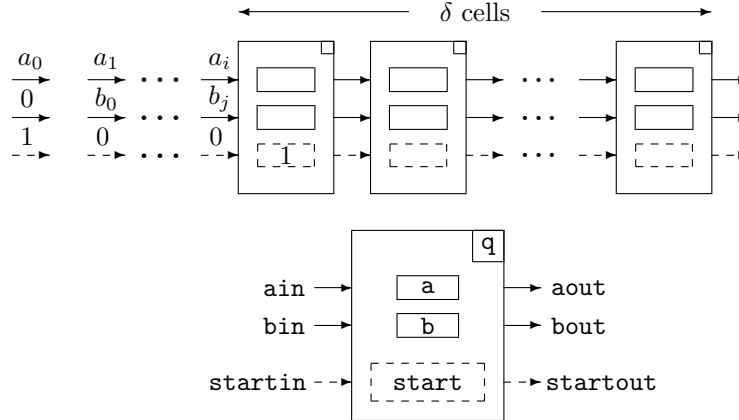 δ cells
a₀ a₁ ··· aᵢ ···
0 b₀ ··· bⱼ ···
1 0 ··· 0 1 ···
q
ain a aout
bin b bout
startin start startout